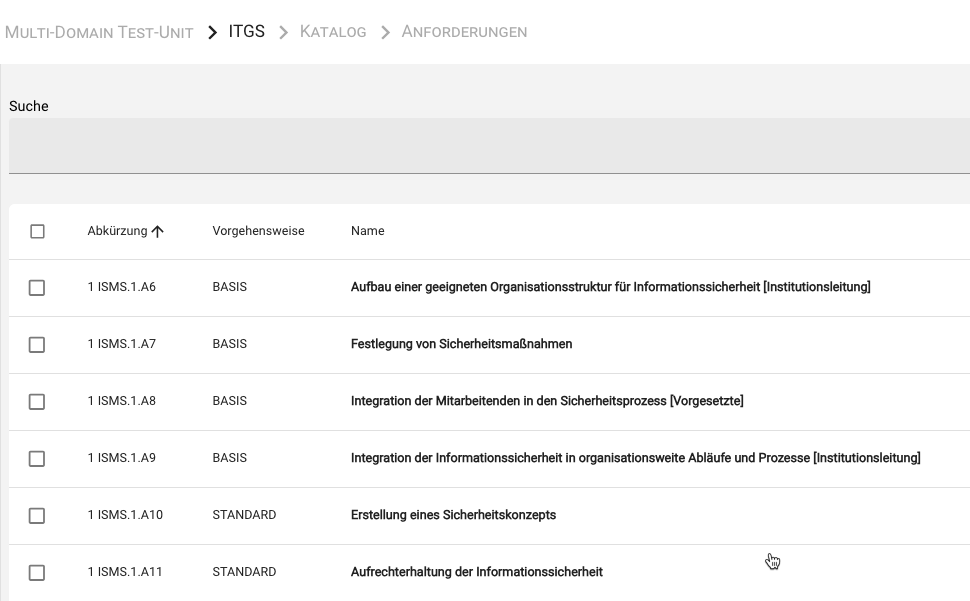 Multi-Domain Test-Unit > ITGS > Katalog > Anforderungen
Suche
Abkürzung ↑ Vorgehensweise Name
1 ISMS.1.A6 BASIS Aufbau einer geeigneten Organisationsstruktur für Informationssicherheit [Institutionsleitung]
1 ISMS.1.A7 BASIS Festlegung von Sicherheitsmaßnahmen
1 ISMS.1.A8 BASIS Integration der Mitarbeitenden in den Sicherheitsprozess [Vorgesetzte]
1 ISMS.1.A9 BASIS Integration der Informationssicherheit in organisationsweite Abläufe und Prozesse [Institutionsleitung]
1 ISMS.1.A10 STANDARD Erstellung eines Sicherheitskonzepts
1 ISMS.1.A11 STANDARD Aufrechterhaltung der Informationssicherheit